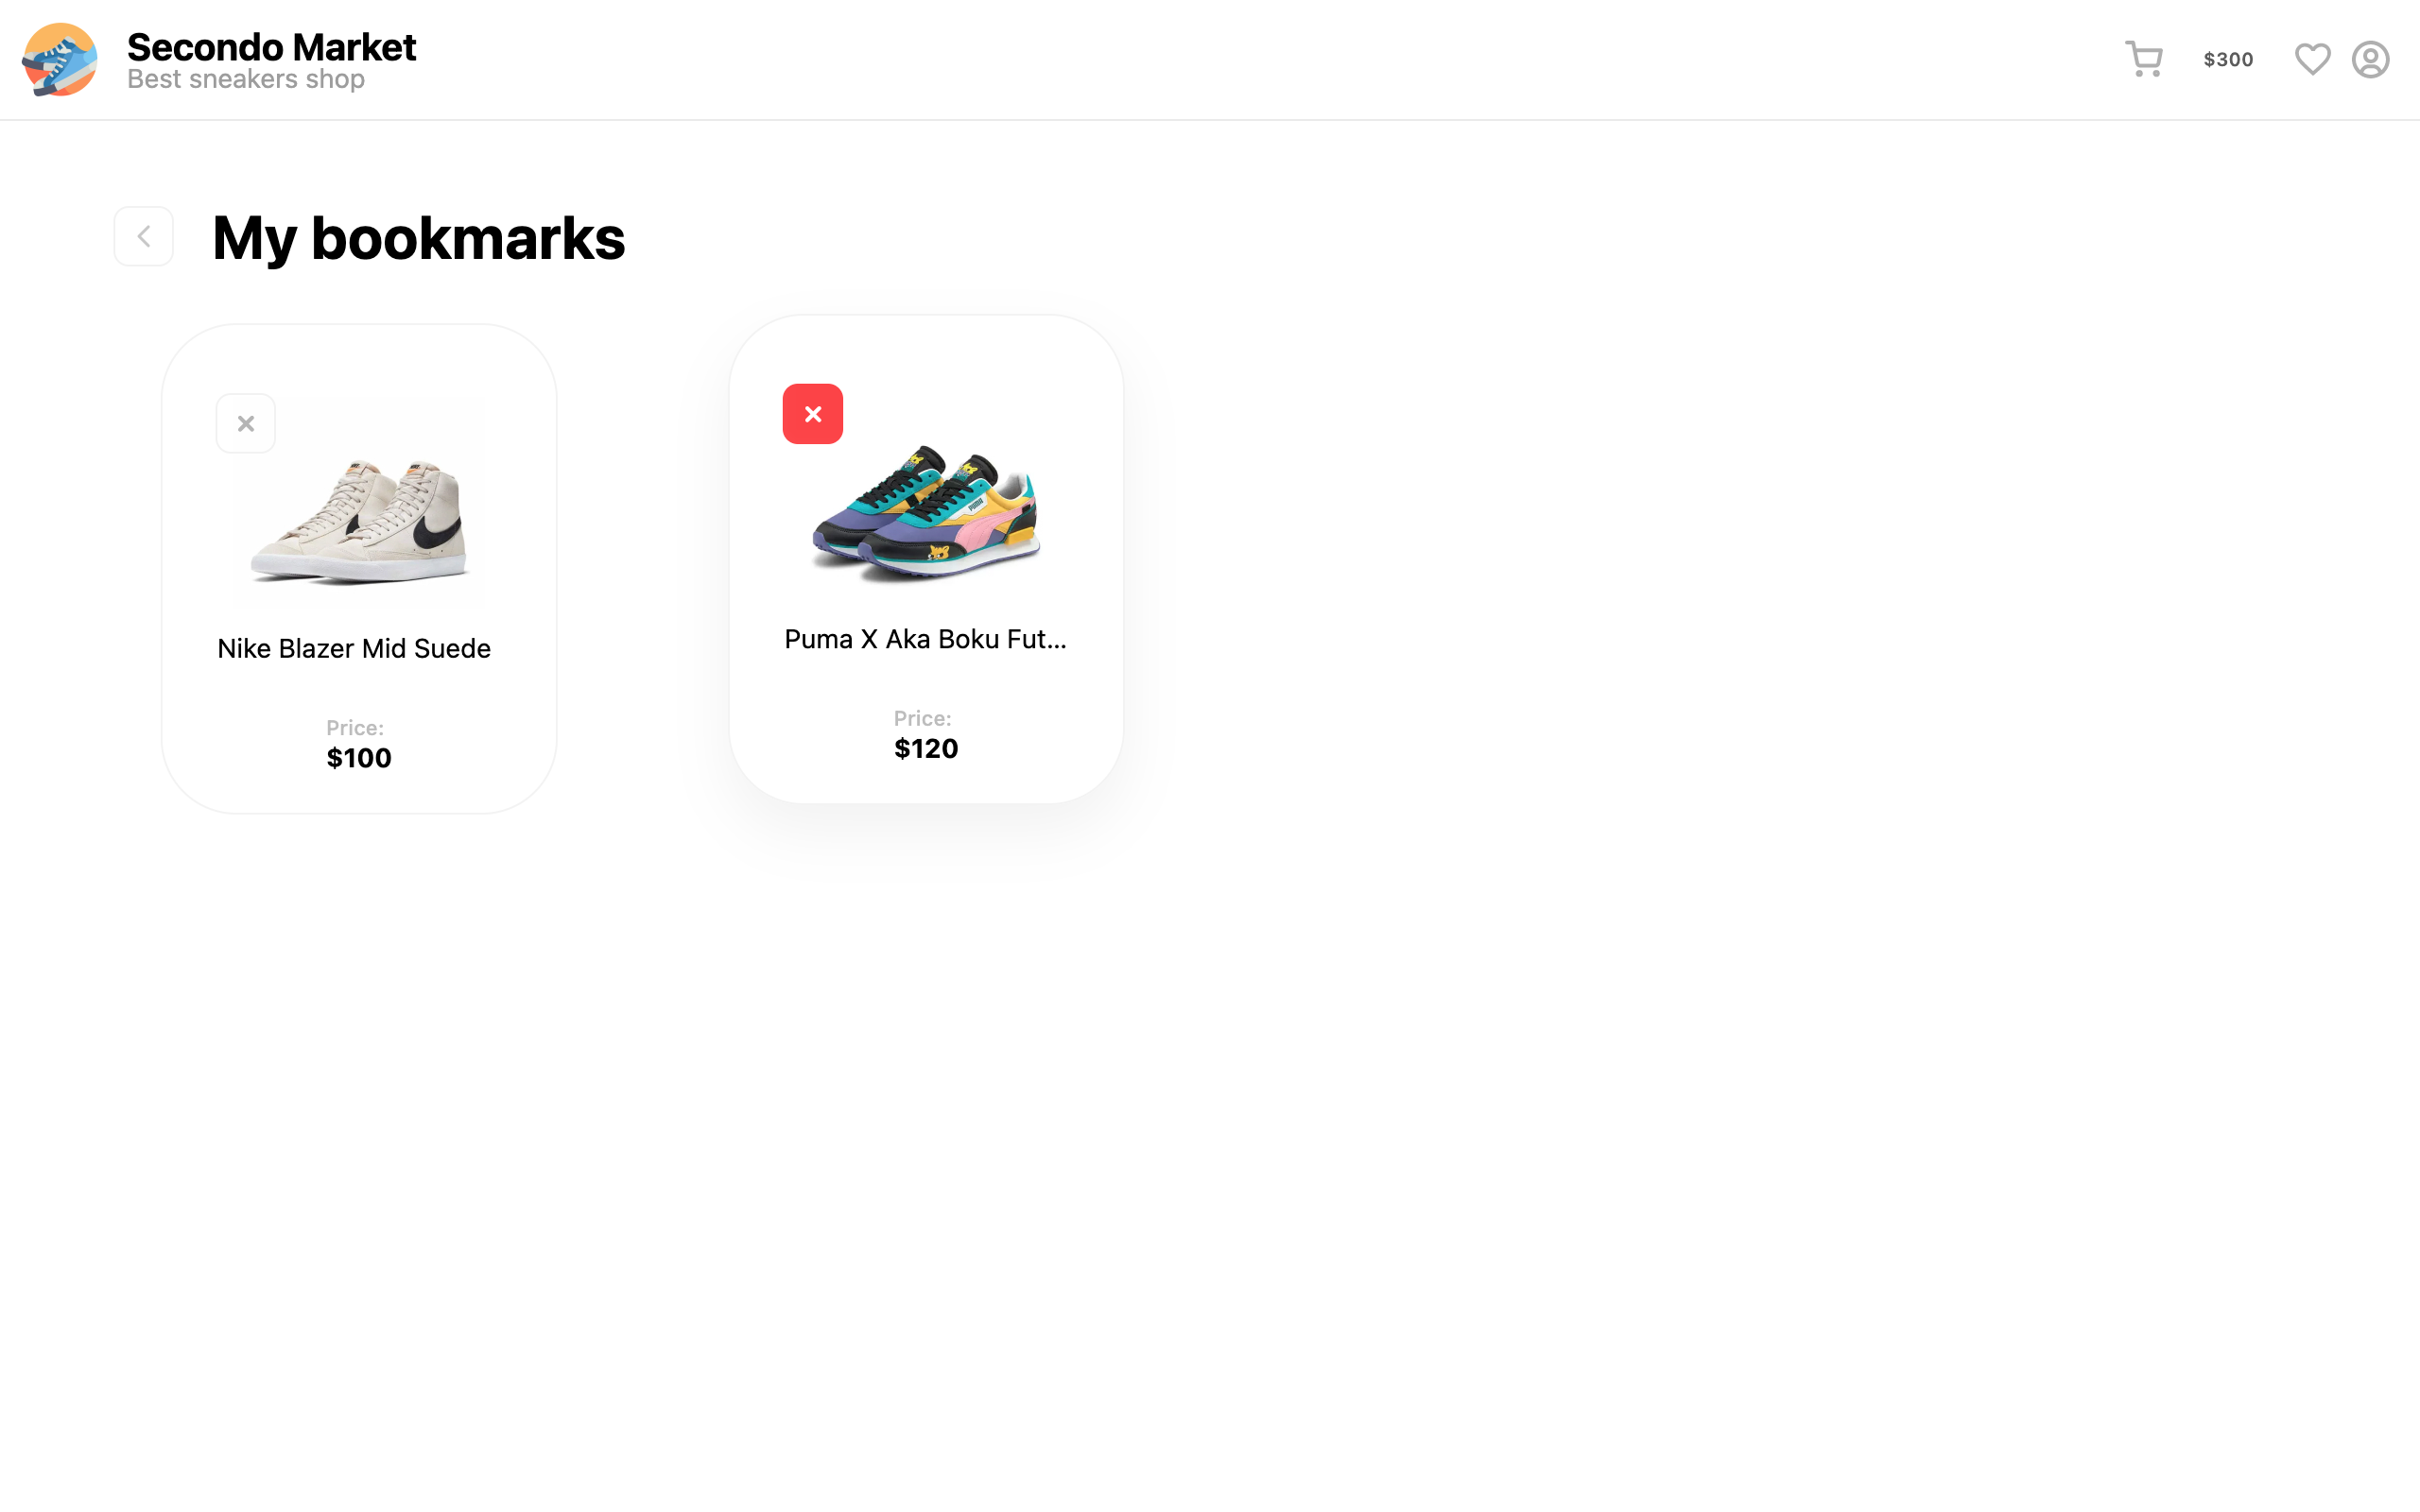 Secondo Market
Best sneakers shop
$300
My bookmarks
Nike Blazer Mid Suede
Price:
$100
Puma X Aka Boku Fut...
Price:
$120